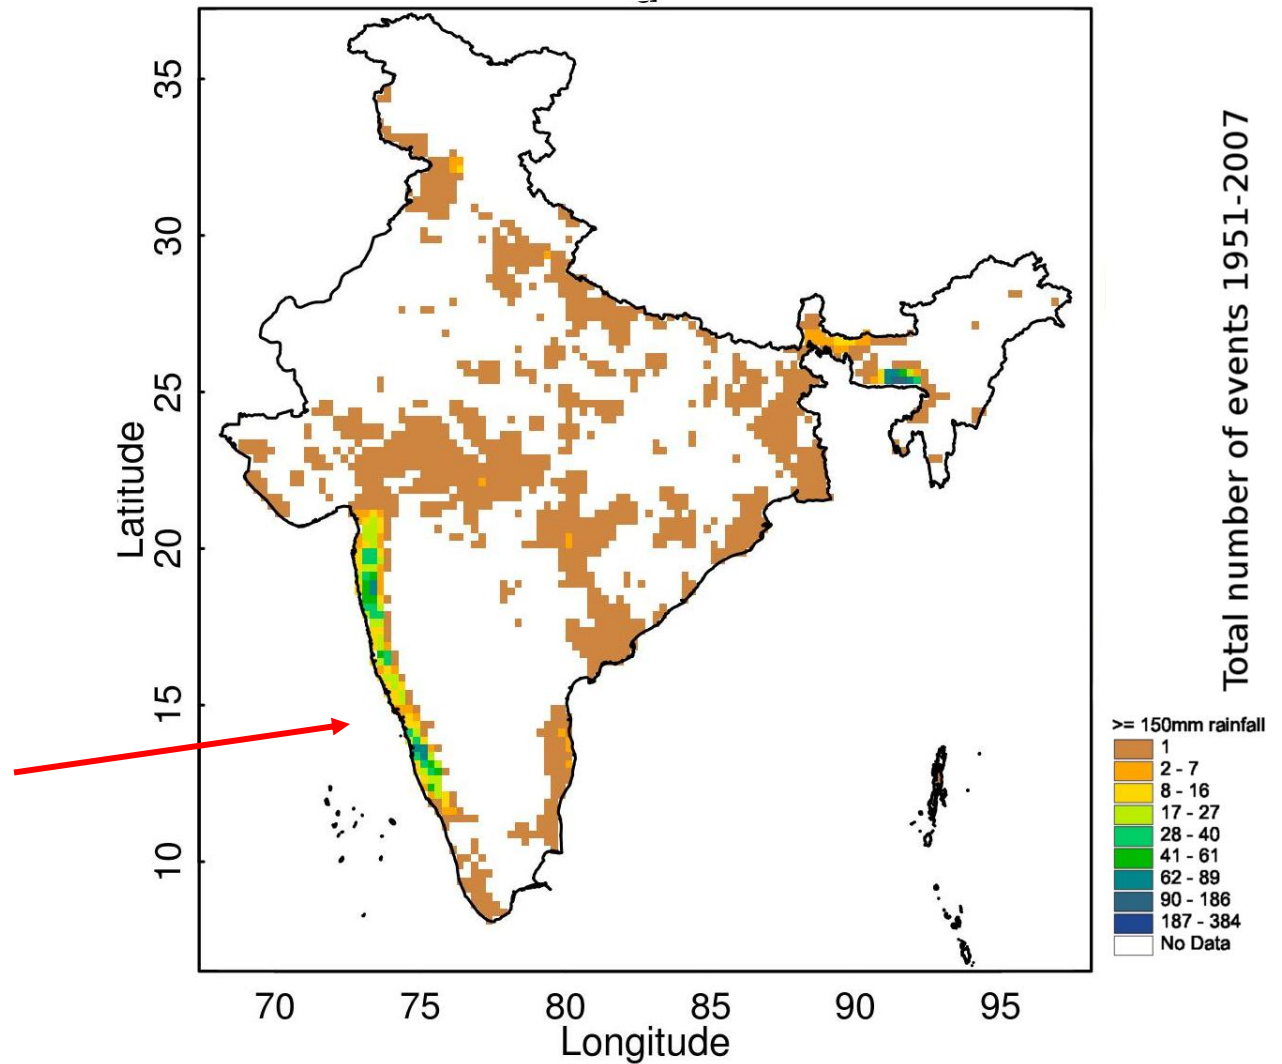 35
30
25
20
15
10
Latitude
70 75 80 85 90 95
Longitude
Total number of events 1951-2007
>= 150mm rainfall
1
2 - 7
8 - 16
17 - 27
28 - 40
41 - 61
62 - 89
90 - 186
187 - 384
No Data